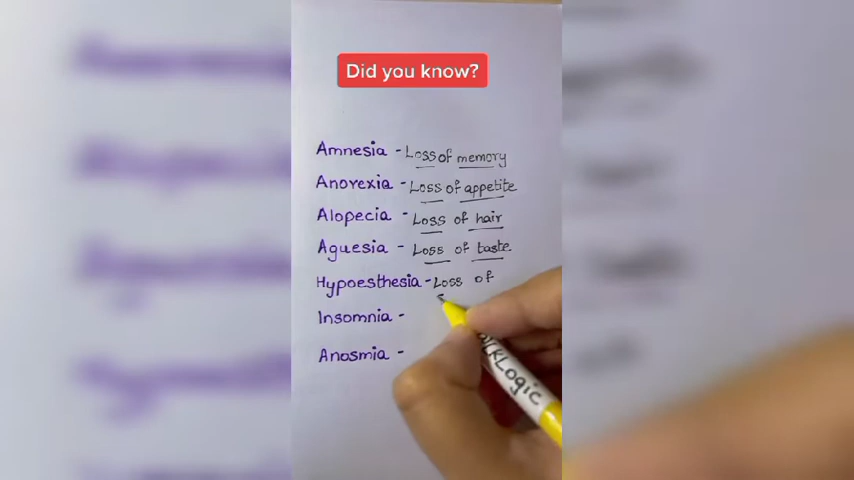 Did you know?
Amnesia - Loss of memory
Anorexia - Loss of appetite
Alopecia - Loss of hair
Aguesia - Loss of taste
Hypoesthesia - Loss of
Insomnia -
Anosmia -